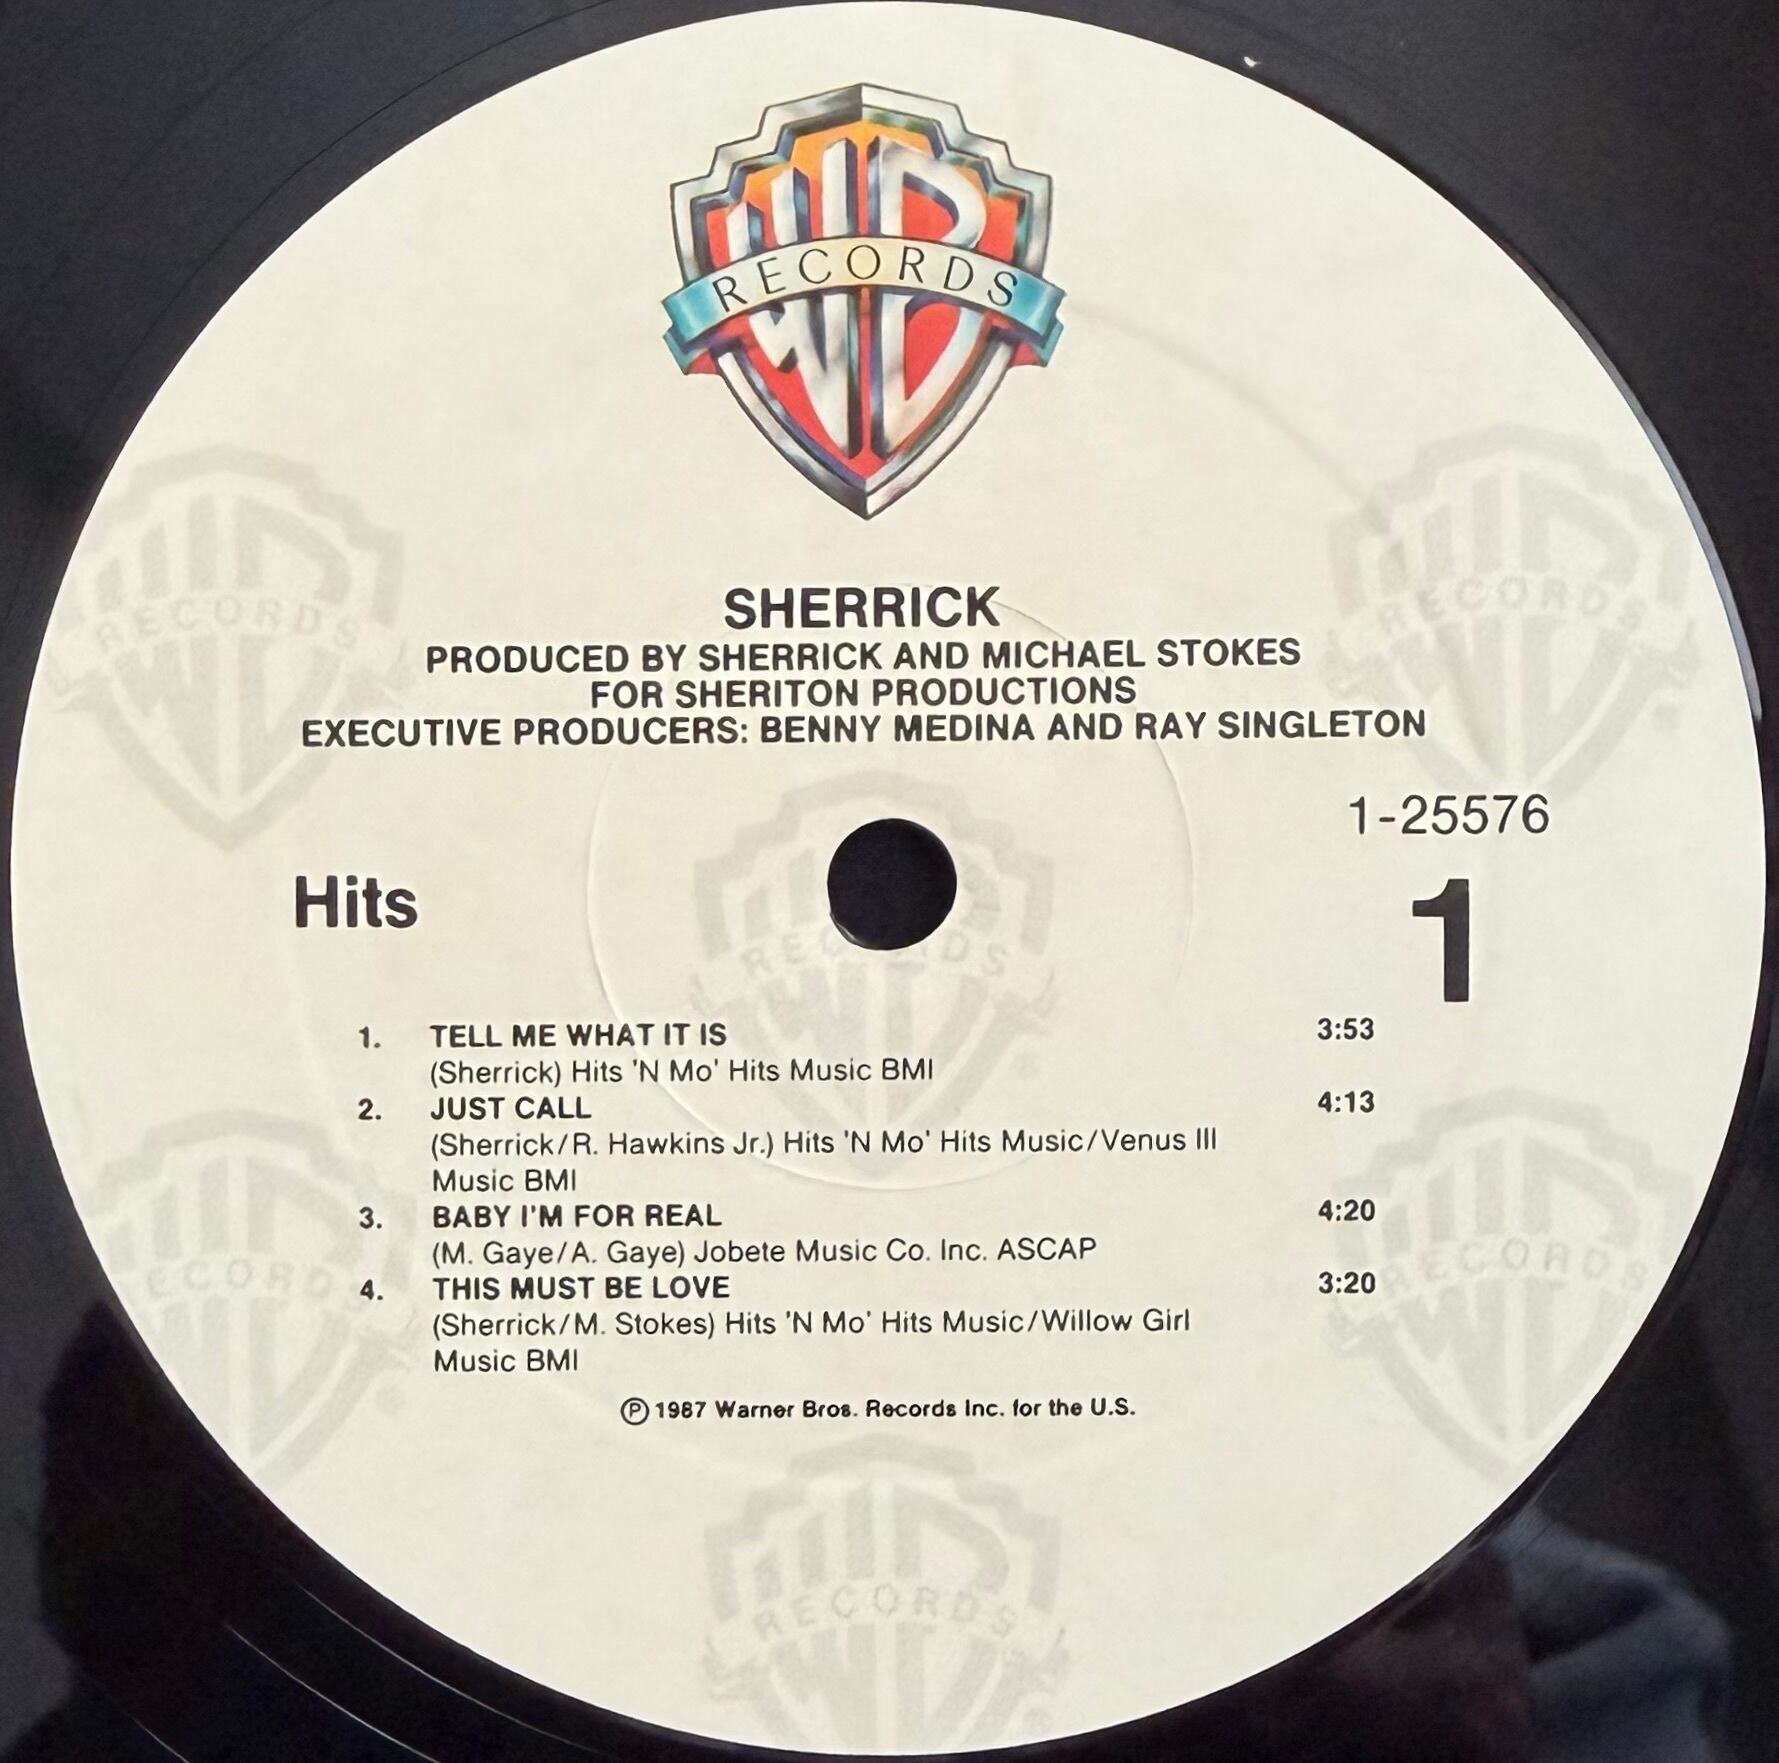 WB
RECORDS
SHERRICK
PRODUCED BY SHERRICK AND MICHAEL STOKES
FOR SHERITON PRODUCTIONS
EXECUTIVE PRODUCERS: BENNY MEDINA AND RAY SINGLETON
1-25576
Hits 1
1. TELL ME WHAT IT IS 3:53
(Sherrick) Hits 'N Mo' Hits Music BMI
2. JUST CALL 4:13
(Sherrick/R. Hawkins Jr.) Hits 'N Mo' Hits Music/Venus III
Music BMI
3. BABY I'M FOR REAL 4:20
(M. Gaye/A. Gaye) Jobete Music Co. Inc. ASCAP
4. THIS MUST BE LOVE 3:20
(Sherrick/M. Stokes) Hits 'N Mo' Hits Music/Willow Girl
Music BMI
Ⓟ 1987 Warner Bros. Records Inc. for the U.S.